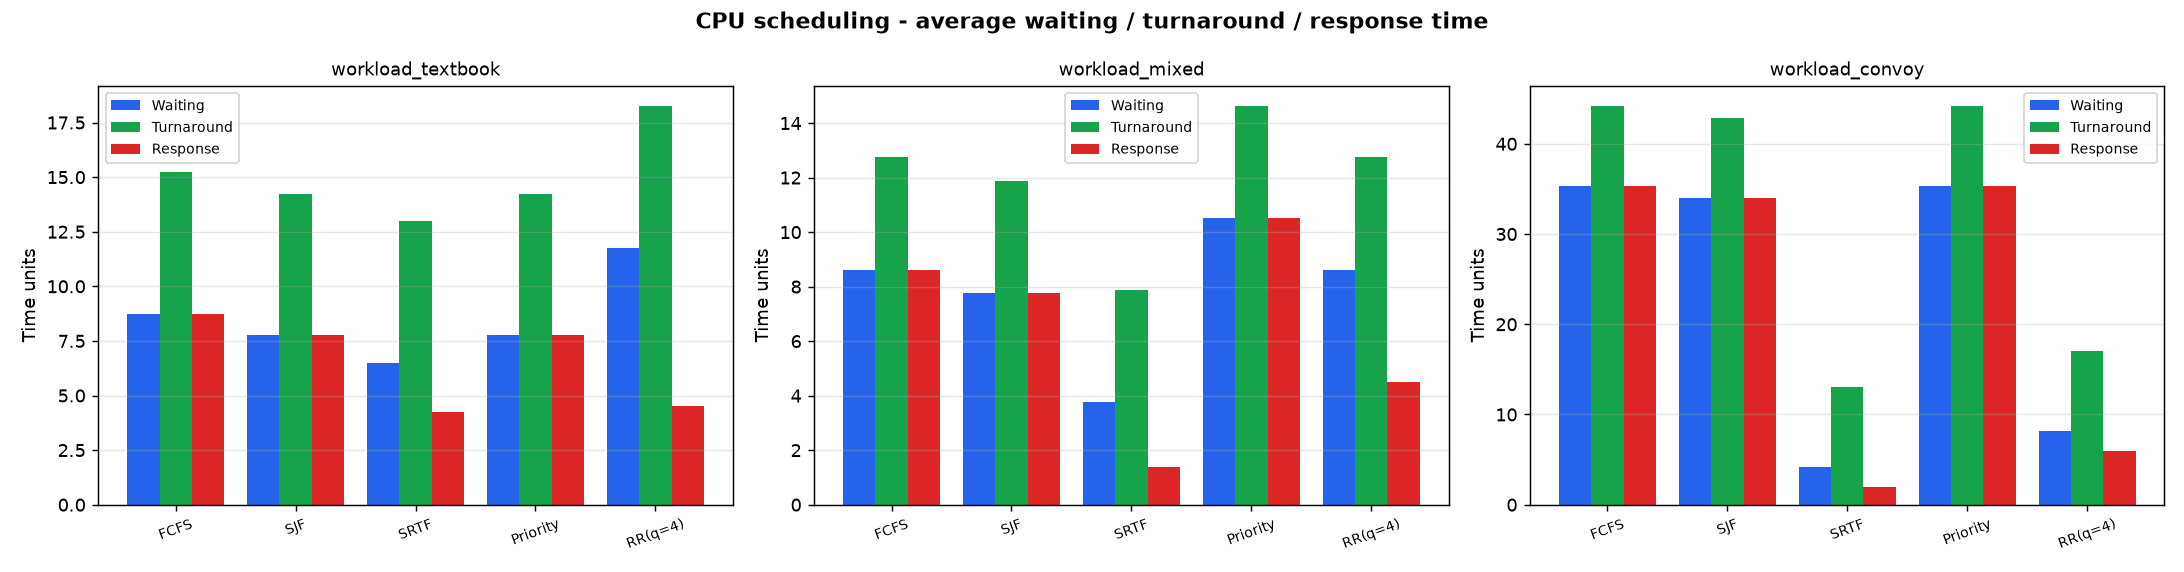 CPU scheduling - average waiting / turnaround / response time
workload_textbook
Waiting
Turnaround
Response
Time units
17.5
15.0
12.5
10.0
7.5
5.0
2.5
0.0
FCFS
SJF
SRTF
Priority
RR(q=4)
workload_mixed
Waiting
Turnaround
Response
Time units
14
12
10
8
6
4
2
0
FCFS
SJF
SRTF
Priority
RR(q=4)
workload_convoy
Waiting
Turnaround
Response
Time units
40
30
20
10
0
FCFS
SJF
SRTF
Priority
RR(q=4)